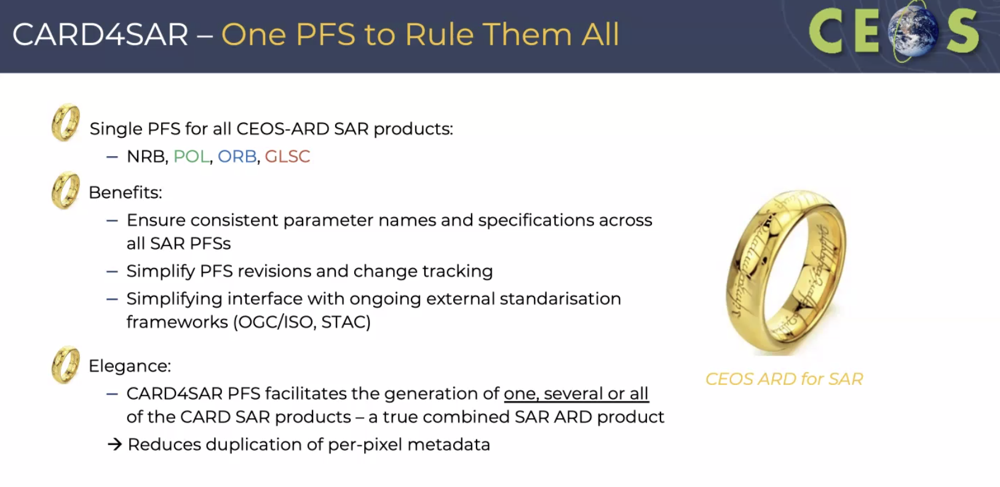 CARD4SAR – One PFS to Rule Them All
CEOS
Single PFS for all CEOS-ARD SAR products:
– NRB, POL, ORB, GLSC
Benefits:
– Ensure consistent parameter names and specifications across
all SAR PFSs
– Simplify PFS revisions and change tracking
– Simplifying interface with ongoing external standarisation
frameworks (OGC/ISO, STAC)
Elegance:
– CARD4SAR PFS facilitates the generation of one, several or all
of the CARD SAR products – a true combined SAR ARD product
→ Reduces duplication of per-pixel metadata
CEOS ARD for SAR